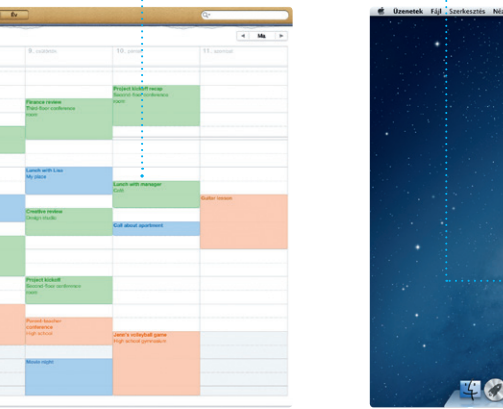 Év
Ma
9. csütörtök
10. péntek
11. szombat
Project kickoff recap
Second-floor conference
room
Finance review
Third-floor conference
room
Lunch with Lisa
My place
Lunch with manager
Café
Guitar lesson
Creative review
Design studio
Call about apartment
Project kickoff
Second-floor conference
room
Parent-teacher
conference
High school
Jenn's volleyball game
High school gymnasium
Movie night
Üzenetek Fájl Szerkesztés